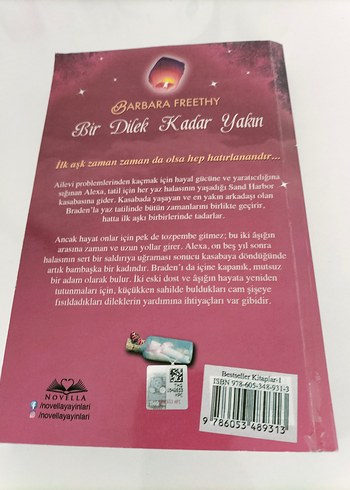 BARBARA FREETHY
Bir Dilek Kadar Yakın
İlk aşk zaman zaman da olsa hep hatırlanandır...
Ailevi problemlerinden kaçmak için hayal gücüne ve yaratıcılığına
sığınan Alexa, tatil için her yaz halasının yaşadığı Sand Harbor
kasabasına gider. Kasabada yaşayan ve en yakın arkadaşı olan
Braden'la yaz tatilinde bütün zamanlarını birlikte geçirir,
hatta ilk aşkı birbirlerinde tadarlar.
Ancak hayat onlar için pek de tozpembe gitmez; bu iki âşığın
arasına zaman ve uzun yollar girer. Alexa, on beş yıl sonra
halasının sert bir saldırıya uğraması sonucu kasabaya döndüğünde
artık bambaşka bir kadındır. Braden'ı da içine kapanık, mutsuz
bir adam olarak bulur. İki eski dost ve âşığın hayata yeniden
tutunmaları için, küçükken sahilde buldukları cam şişeye
fısıldadıkları dileklerin yardımına ihtiyaçları var gibidir.
NOVELLA
/novellayayinlari
/novellayayinlari
Bestseller Kitaplar-1
ISBN 978-605-348-931-3
9 786053 489313